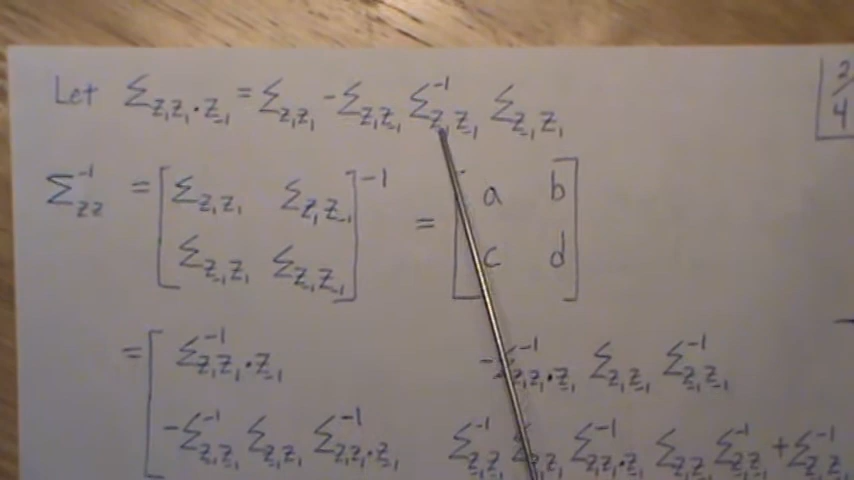 Let Σ_{z₁z₁·z₋₁} = Σ_{z₁z₁} - Σ_{z₁z₋₁} Σ⁻¹_{z₋₁z₋₁} Σ_{z₋₁z₁}
Σ⁻¹_{zz} = [ Σ_{z₁z₁} Σ_{z₁z₋₁} ]⁻¹ = [ a b ]
Σ_{z₋₁z₁} Σ_{z₋₁z₋₁} c d
= [ Σ⁻¹_{z₁z₁·z₋₁} -Σ⁻¹_{z₁z₁·z₋₁} Σ_{z₁z₋₁} Σ⁻¹_{z₋₁z₋₁}
-Σ⁻¹_{z₋₁z₋₁} Σ_{z₋₁z₁} Σ⁻¹_{z₁z₁·z₋₁} Σ⁻¹_{z₋₁z₋₁} Σ_{z₋₁z₁} Σ⁻¹_{z₁z₁·z₋₁} Σ_{z₁z₋₁} Σ⁻¹_{z₋₁z₋₁} + Σ⁻¹_{z₋₁z₋₁}